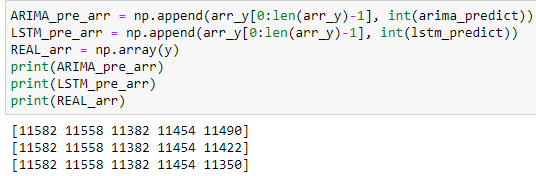 ARIMA_pre_arr = np.append(arr_y[0:len(arr_y)-1], int(arima_predict))
LSTM_pre_arr = np.append(arr_y[0:len(arr_y)-1], int(lstm_predict))
REAL_arr = np.array(y)
print(ARIMA_pre_arr)
print(LSTM_pre_arr)
print(REAL_arr)
[11582 11558 11382 11454 11490]
[11582 11558 11382 11454 11422]
[11582 11558 11382 11454 11350]